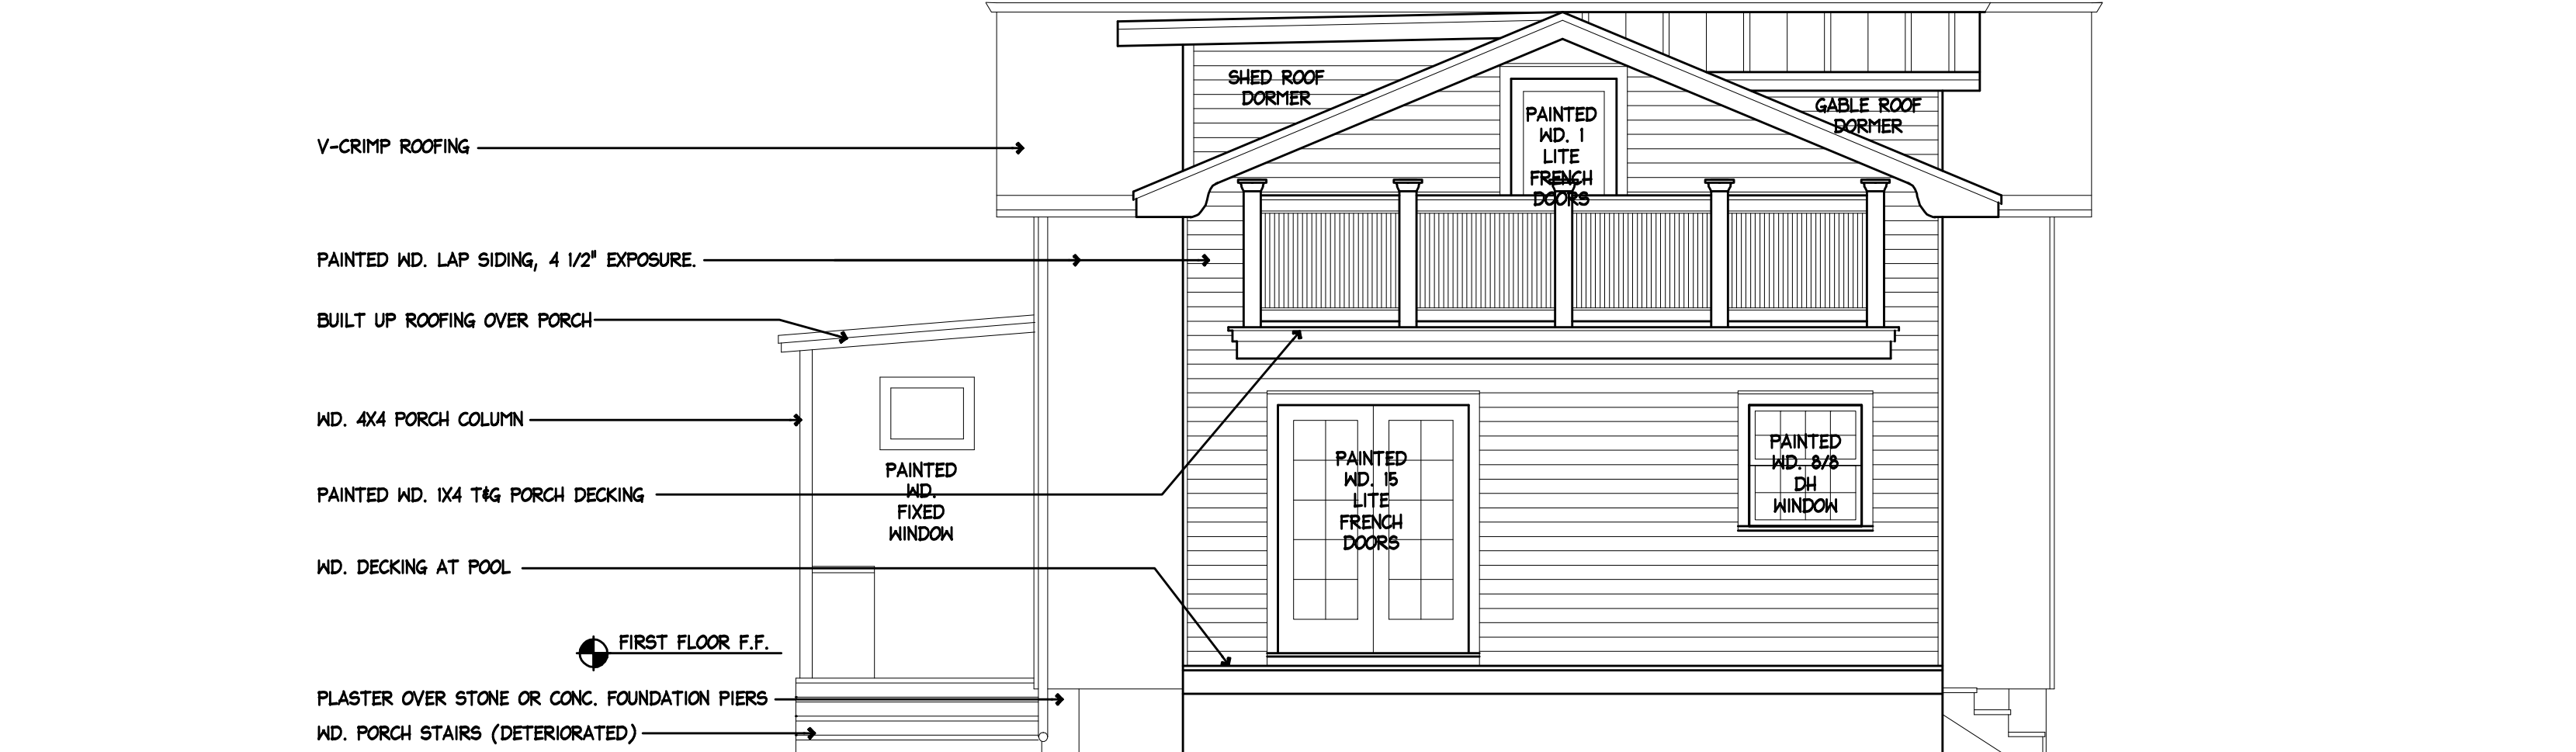 SHED ROOF
DORMER
GABLE ROOF
DORMER
PAINTED
WD. 1
LITE
FRENCH
DOORS
V-CRIMP ROOFING
PAINTED WD. LAP SIDING, 4 1/2" EXPOSURE.
BUILT UP ROOFING OVER PORCH
WD. 4X4 PORCH COLUMN
PAINTED
WD.
FIXED
WINDOW
PAINTED
WD. 15
LITE
FRENCH
DOORS
PAINTED
WD. 8/8
DH
WINDOW
PAINTED WD. 1X4 T&G PORCH DECKING
WD. DECKING AT POOL
FIRST FLOOR F.F.
PLASTER OVER STONE OR CONC. FOUNDATION PIERS
WD. PORCH STAIRS (DETERIORATED)